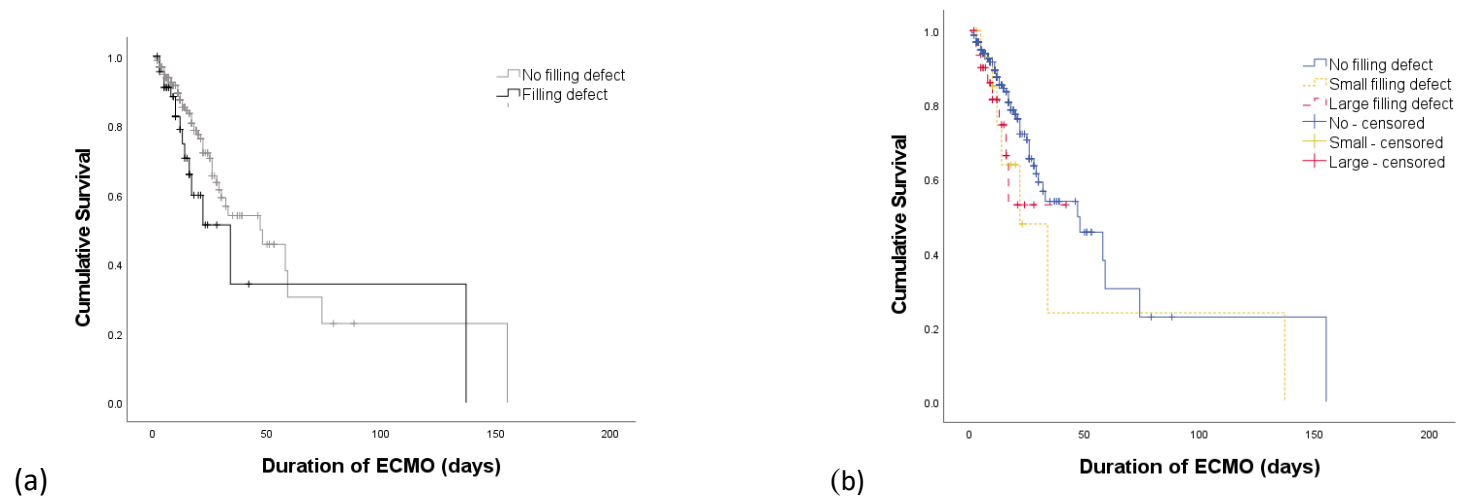 1.0
0.8
0.6
0.4
0.2
0.0
Cumulative Survival
No filling defect
Filling defect
0 50 100 150 200
Duration of ECMO (days)
(a)
1.0
0.8
0.6
0.4
0.2
0.0
Cumulative Survival
No filling defect
Small filling defect
Large filling defect
No - censored
Small - censored
Large - censored
0 50 100 150 200
Duration of ECMO (days)
(b)